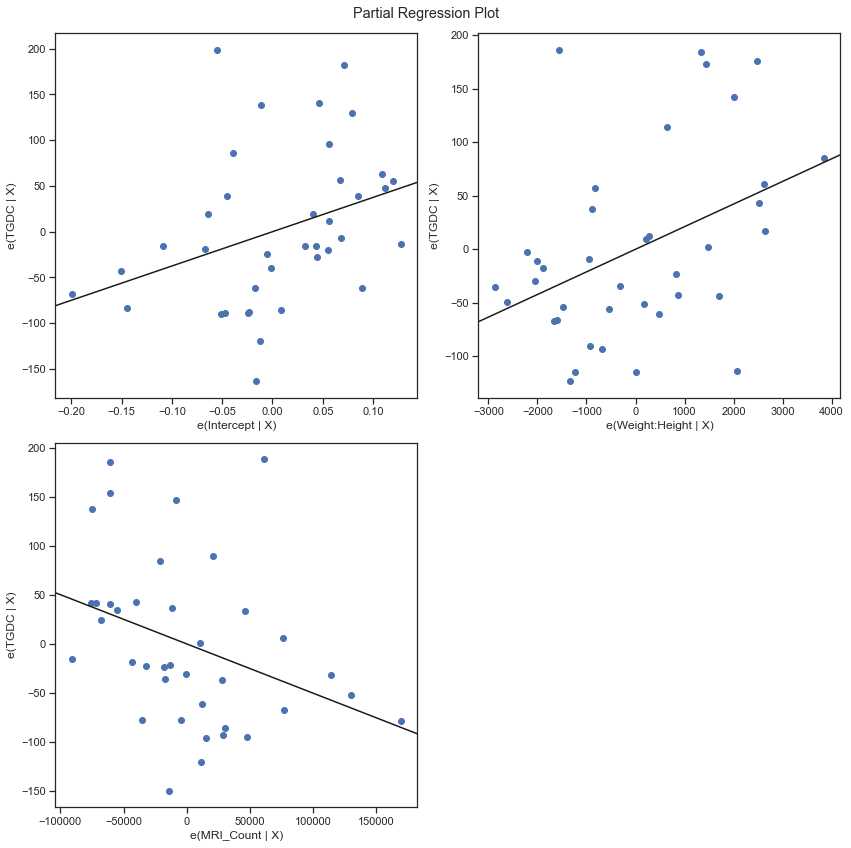 Partial Regression Plot
200
150
100
50
0
−50
−100
−150
e(TGDC | X)
−0.20 −0.15 −0.10 −0.05 0.00 0.05 0.10
e(Intercept | X)
200
150
100
50
0
−50
−100
e(TGDC | X)
−3000 −2000 −1000 0 1000 2000 3000 4000
e(Weight:Height | X)
200
150
100
50
0
−50
−100
−150
e(TGDC | X)
−100000 −50000 0 50000 100000 150000
e(MRI_Count | X)